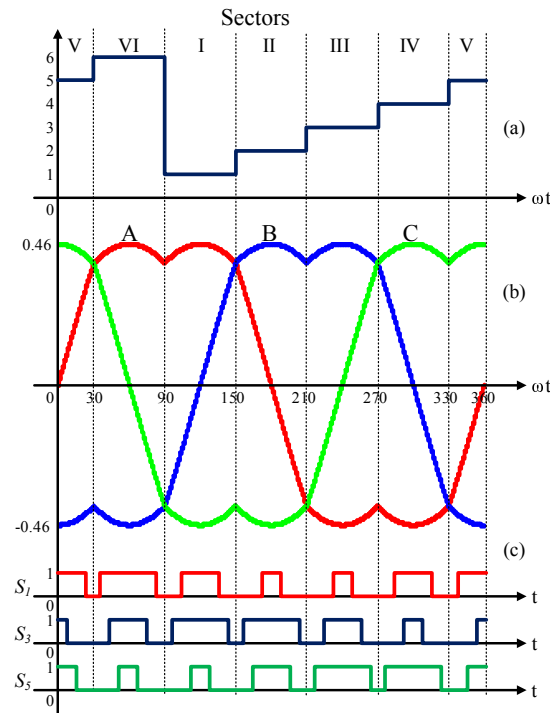 Sectors
V VI I II III IV V
6
5
4
3
2
1
0
(a)
ωt
0.46
A B C
(b)
0 30 90 150 210 270 330 360
ωt
-0.46
(c)
S1 1 0 t
S3 1 0 t
S5 1 0 t